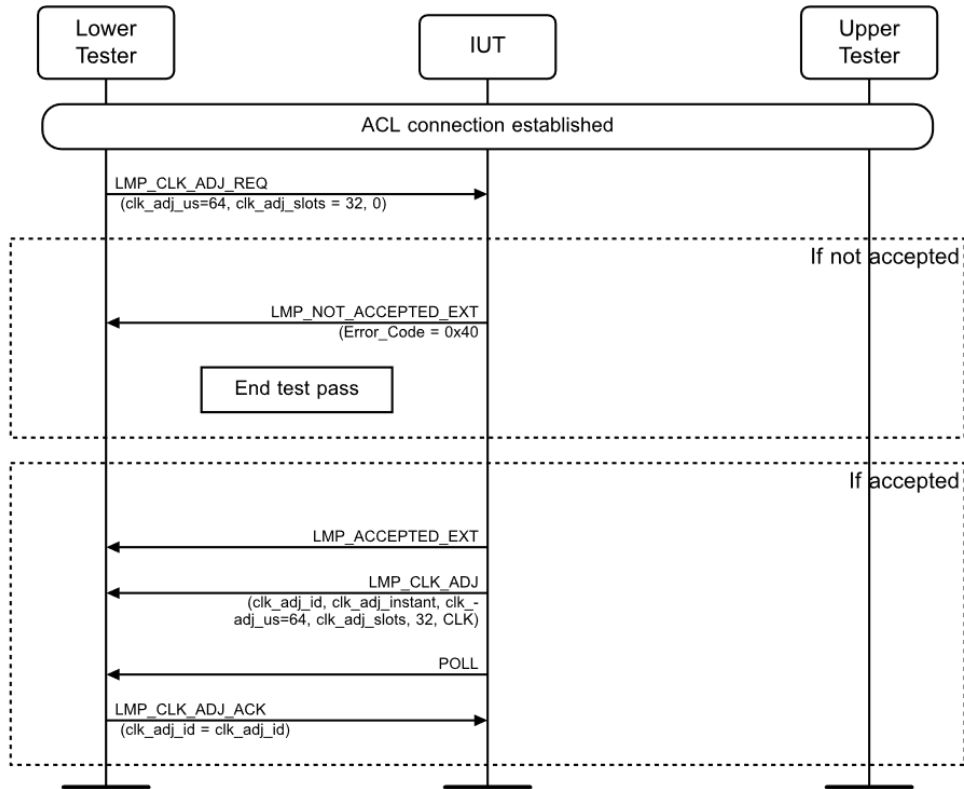 Lower
Tester
IUT
Upper
Tester
ACL connection established
LMP_CLK_ADJ_REQ
(clk_adj_us=64, clk_adj_slots = 32, 0)
If not accepted
LMP_NOT_ACCEPTED_EXT
(Error_Code = 0x40
End test pass
If accepted
LMP_ACCEPTED_EXT
LMP_CLK_ADJ
(clk_adj_id, clk_adj_instant, clk_-
adj_us=64, clk_adj_slots, 32, CLK)
POLL
LMP_CLK_ADJ_ACK
(clk_adj_id = clk_adj_id)